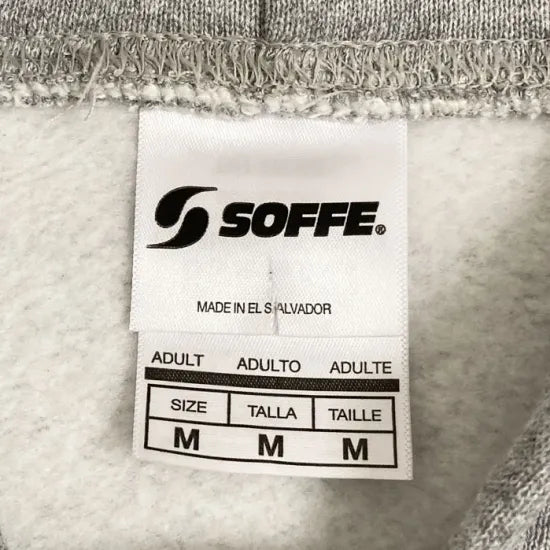 SOFFE®
MADE IN EL SALVADOR
ADULT ADULTO ADULTE
SIZE TALLA TAILLE
M M M